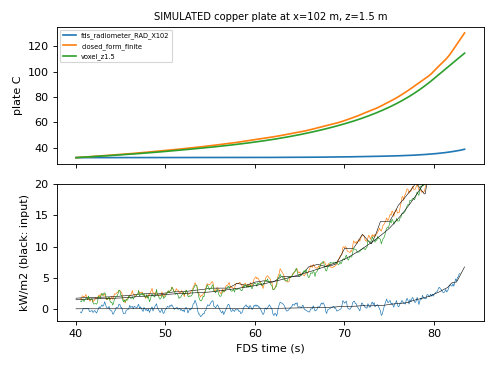 SIMULATED copper plate at x=102 m, z=1.5 m
plate C
120
100
80
60
40
fds_radiometer_RAD_X102
closed_form_finite
voxel_z1.5
kW/m2 (black: input)
20
15
10
5
0
40 50 60 70 80
FDS time (s)